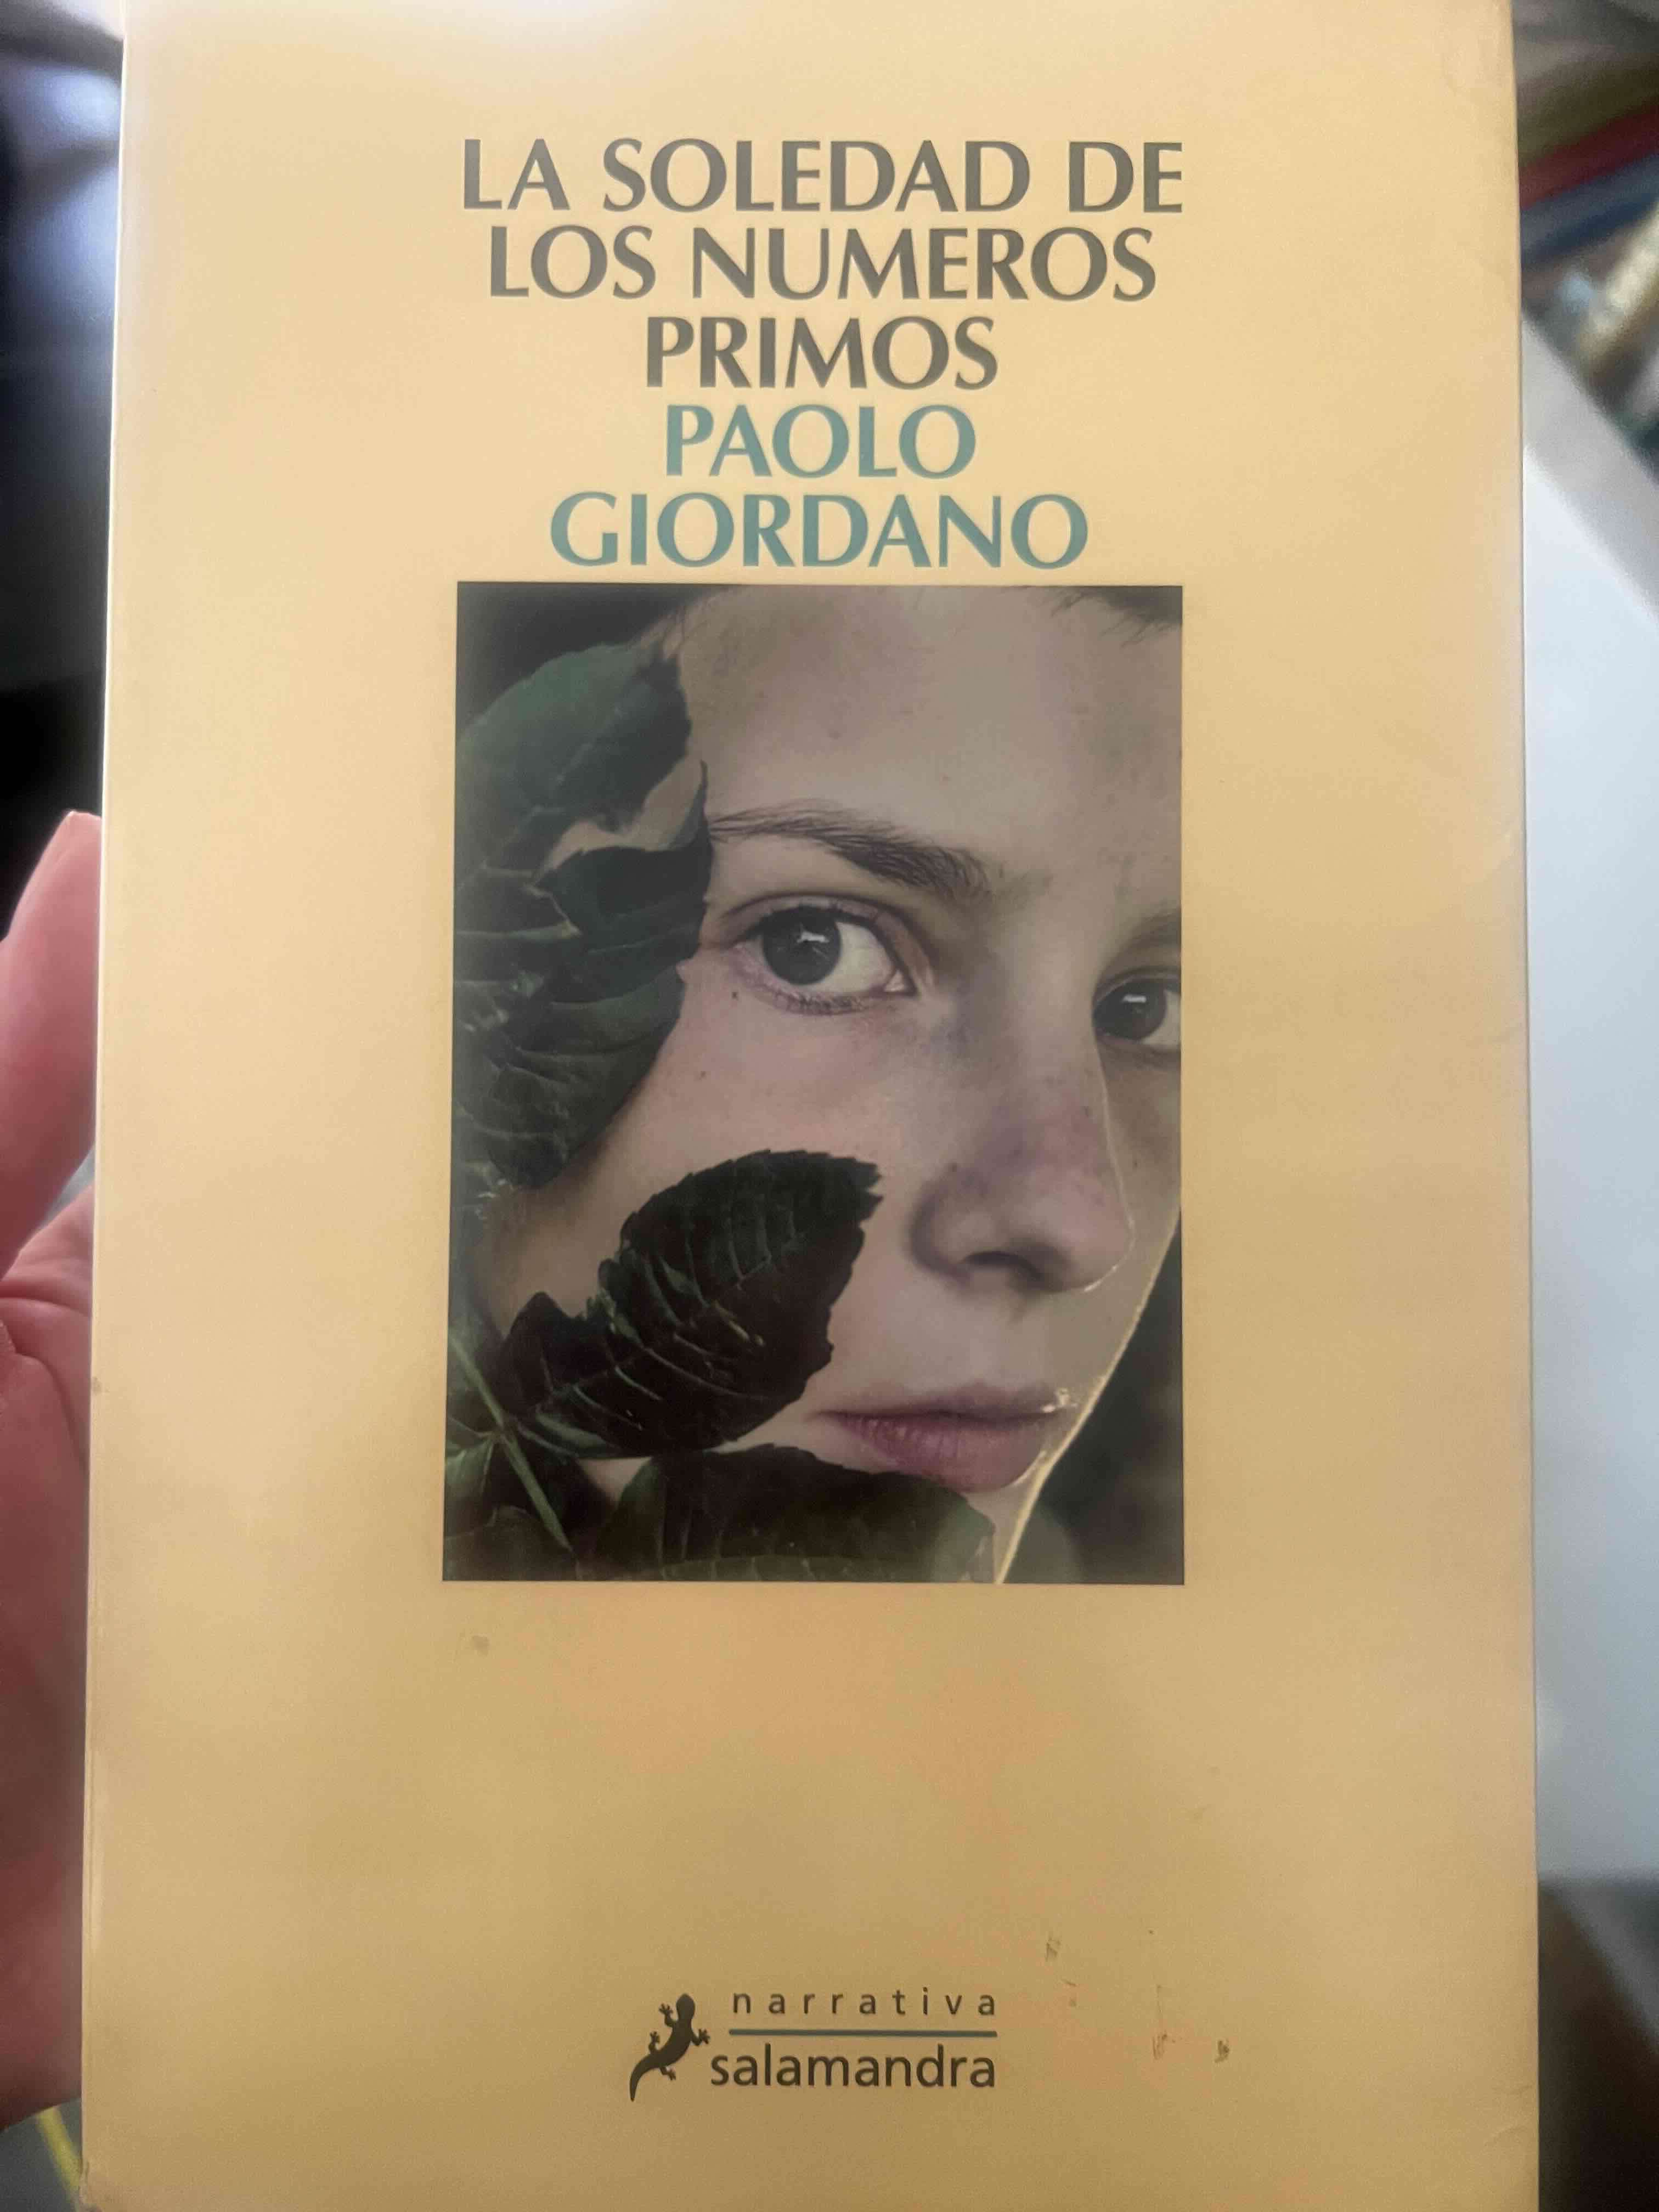 LA SOLEDAD DE
LOS NUMEROS
PRIMOS
PAOLO
GIORDANO
narrativa
salamandra